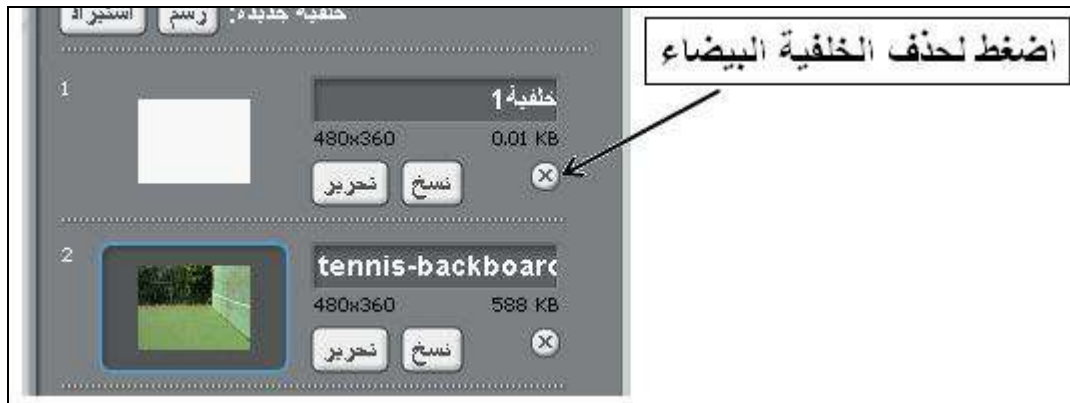 خلفية جديدة: رسم استيراد
اضغط لحذف الخلفية البيضاء
1
خلفية1
480x360 0.01 KB
تحرير نسخ
2
tennis-backboard
480x360 588 KB
تحرير نسخ